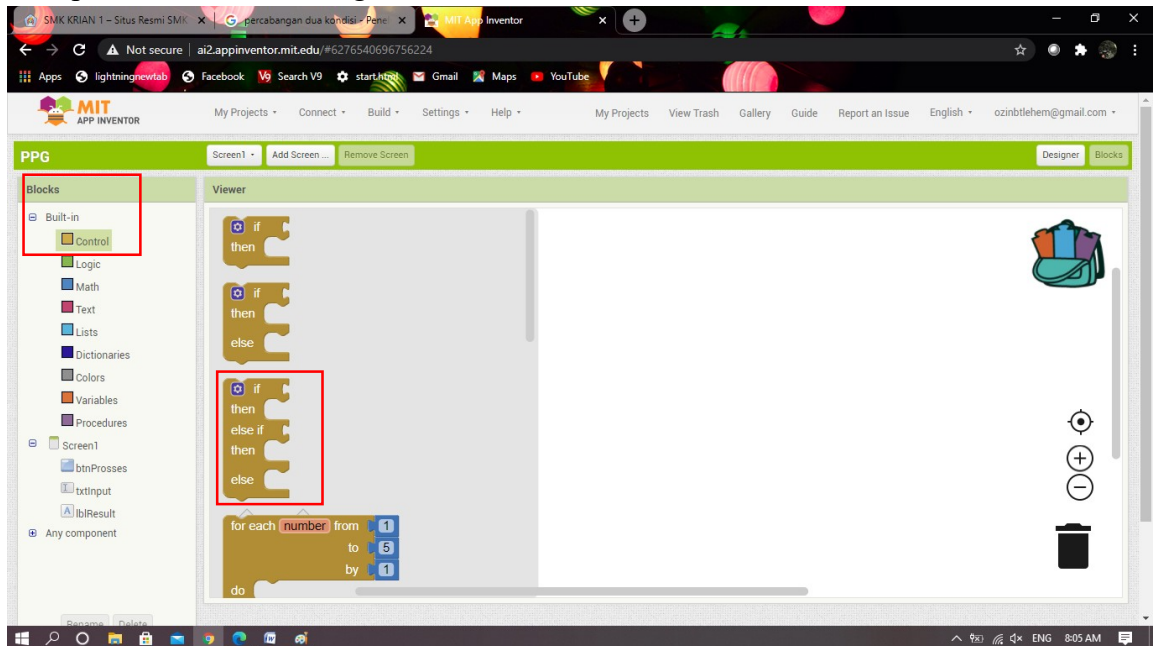 SMK KRIAN 1 – Situs Resmi SMK
percabangan dua kondisi - Pene
MIT App Inventor
Not secure | ai2.appinventor.mit.edu/#6276540696756224
Apps lightningnewtab Facebook Search V9 start.html Gmail Maps YouTube
MIT
APP INVENTOR
My Projects Connect Build Settings Help My Projects View Trash Gallery Guide Report an Issue English ozinbtlehem@gmail.com
PPG Screen1 Add Screen ... Remove Screen Designer Blocks
Blocks Viewer
Built-in
Control
Logic
Math
Text
Lists
Dictionaries
Colors
Variables
Procedures
Screen1
btnProsses
txtInput
lblResult
Any component
Rename Delete
if
then
if
then
else
if
then
else if
then
else
for each number from 1
to 5
by 1
do
ENG 8:05 AM